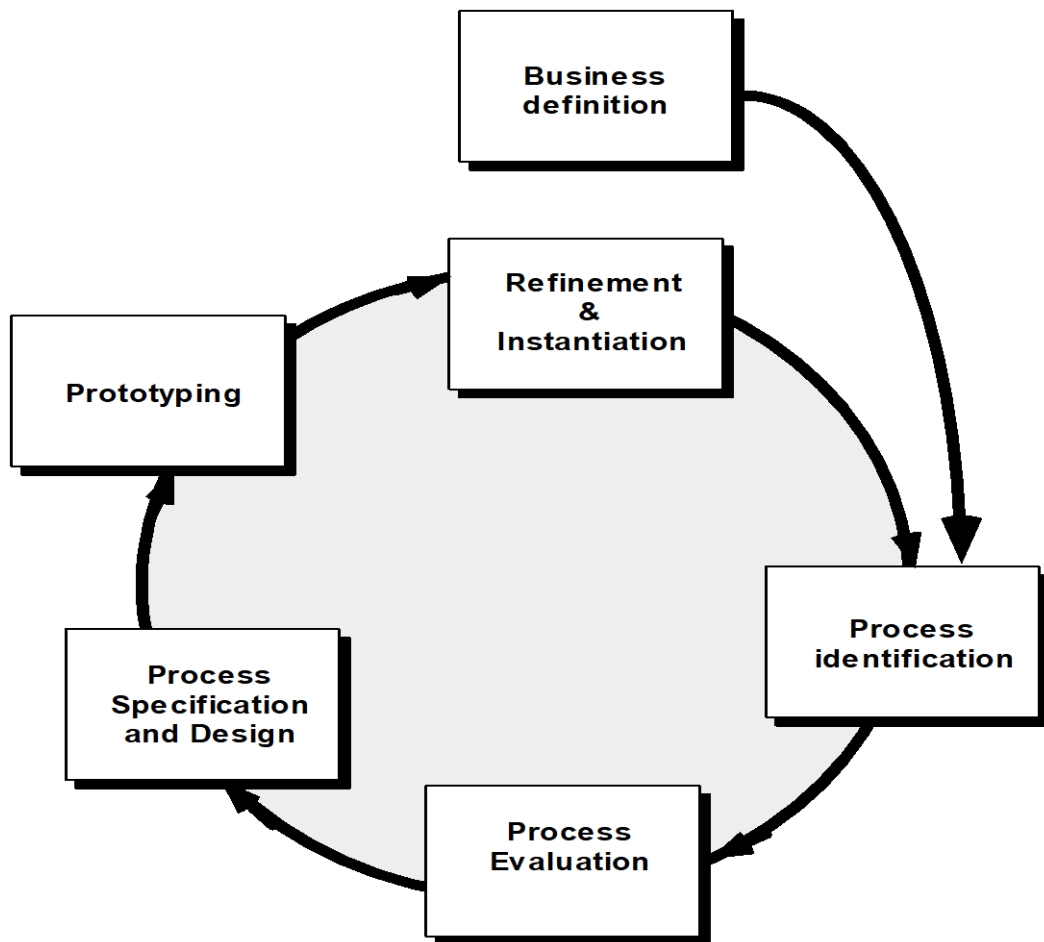 Business
definition
Refinement
&
Instantiation
Prototyping
Process
identification
Process
Specification
and Design
Process
Evaluation